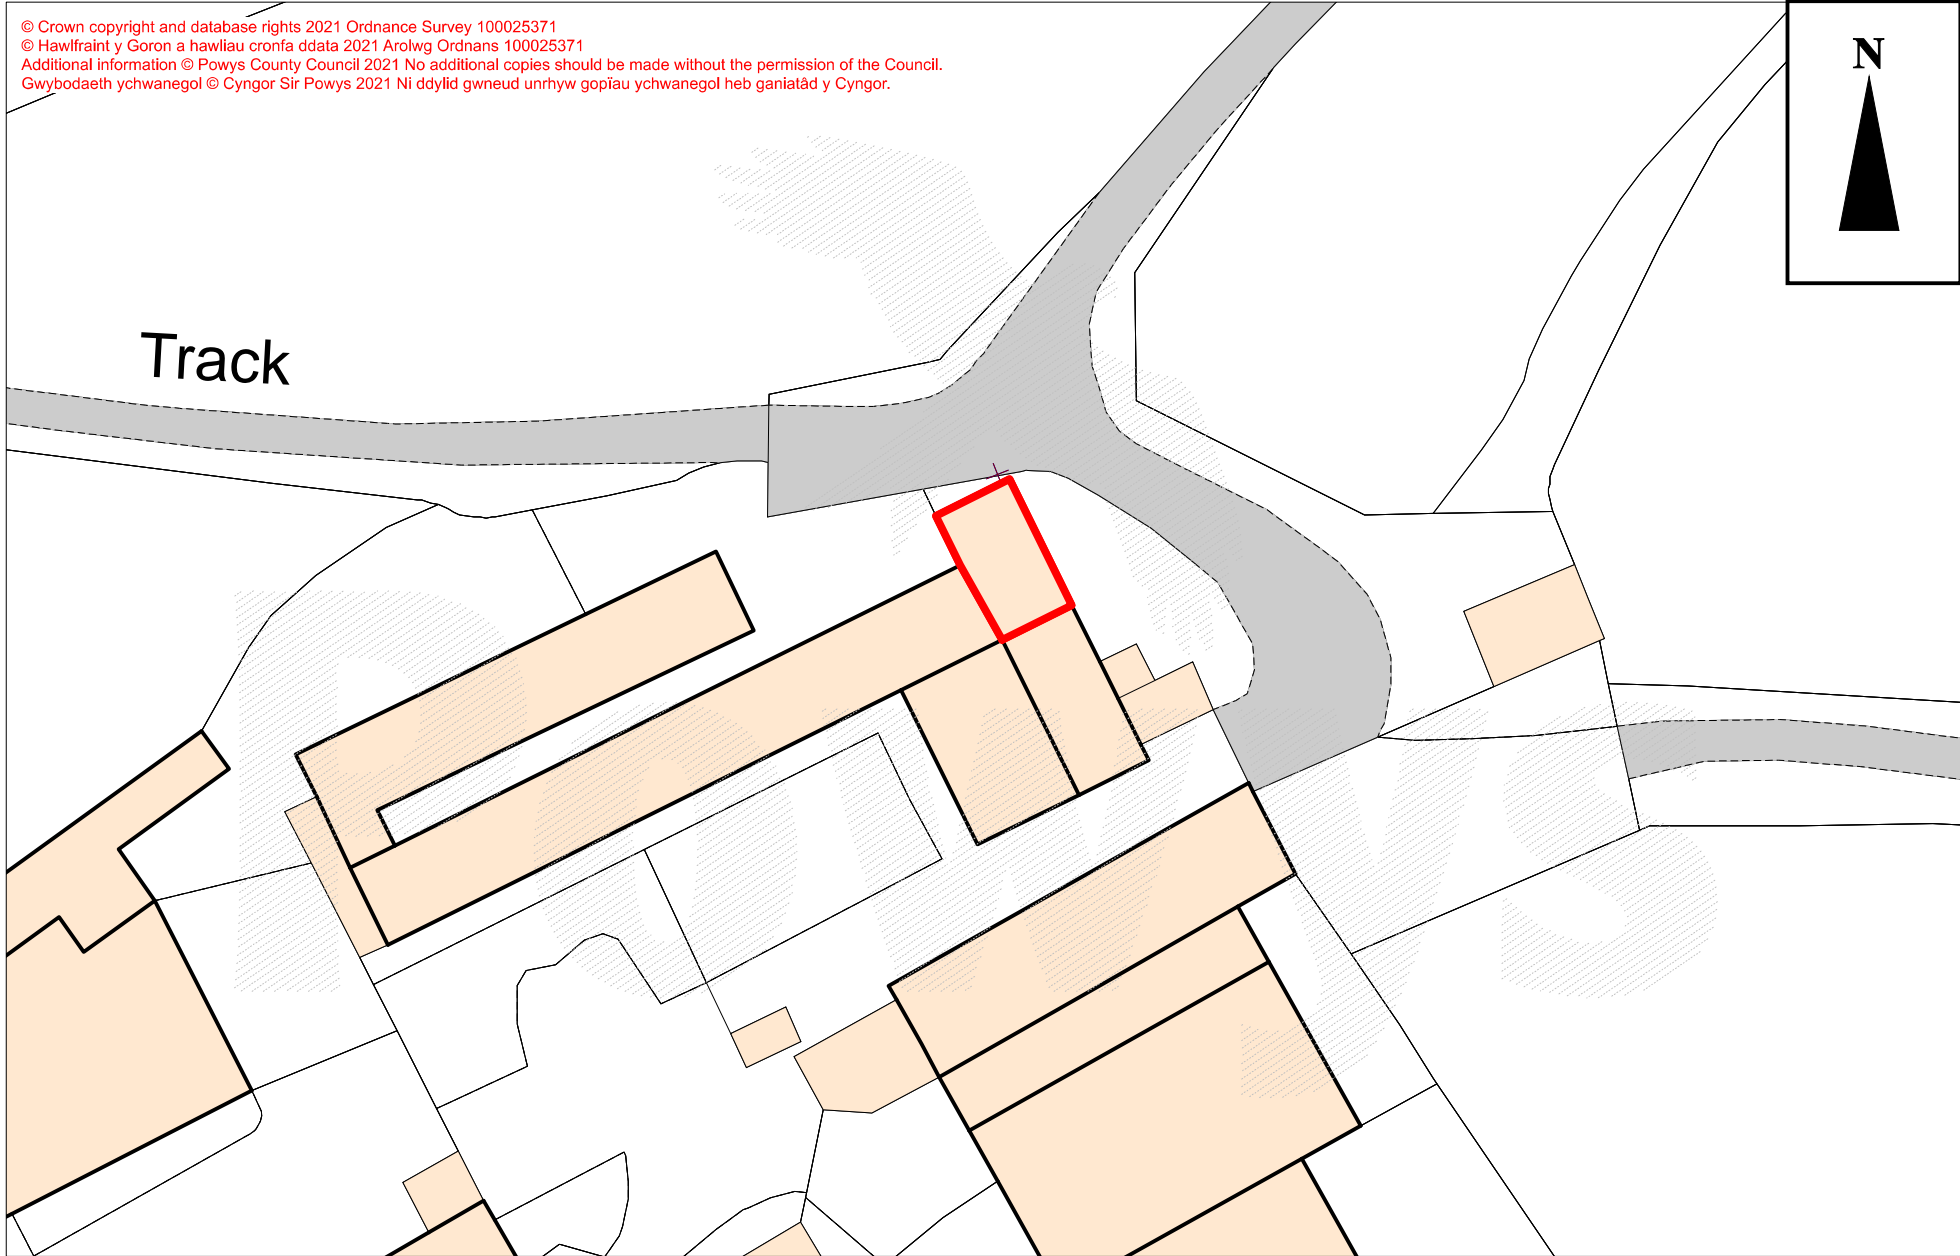 © Crown copyright and database rights 2021 Ordnance Survey 100025371
© Hawlfraint y Goron a hawliau cronfa ddata 2021 Arolwg Ordnans 100025371
Additional information © Powys County Council 2021 No additional copies should be made without the permission of the Council.
Gwybodaeth ychwanegol © Cyngor Sir Powys 2021 Ni ddylid gwneud unrhyw gopïau ychwanegol heb ganiatâd y Cyngor.
N
Track
Powys